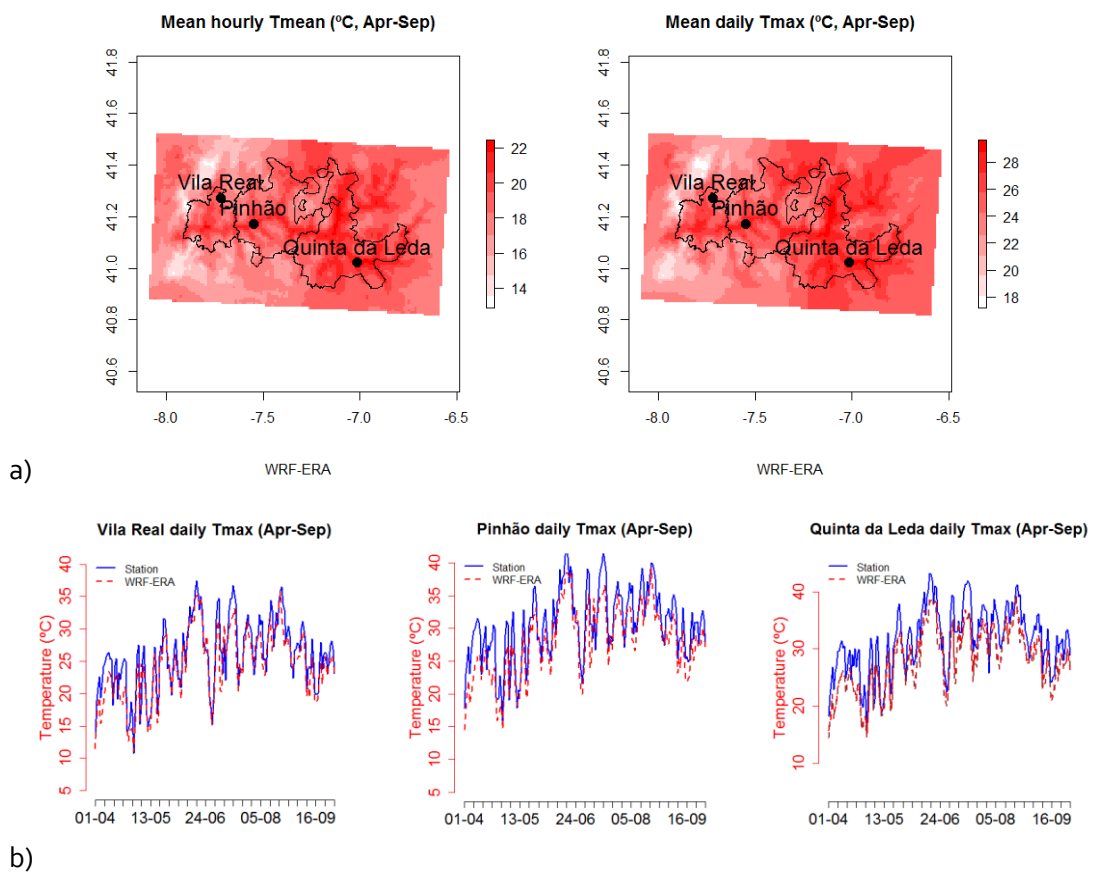 Mean hourly Tmean (ºC, Apr-Sep)
Mean daily Tmax (ºC, Apr-Sep)
41.8
41.6
41.4
41.2
41.0
40.8
40.6
Vila Real
Pinhão
Quinta da Leda
22
20
18
16
14
-8.0 -7.5 -7.0 -6.5
WRF-ERA
41.8
41.6
41.4
41.2
41.0
40.8
40.6
Vila Real
Pinhão
Quinta da Leda
28
26
24
22
20
18
-8.0 -7.5 -7.0 -6.5
WRF-ERA
a)
Vila Real daily Tmax (Apr-Sep)
Station
WRF-ERA
Temperature (ºC)
40
35
30
25
20
15
10
5
01-04 13-05 24-06 05-08 16-09
Pinhão daily Tmax (Apr-Sep)
Station
WRF-ERA
Temperature (ºC)
40
35
30
25
20
15
10
5
01-04 13-05 24-06 05-08 16-09
Quinta da Leda daily Tmax (Apr-Sep)
Station
WRF-ERA
Temperature (ºC)
40
30
20
10
01-04 13-05 24-06 05-08 16-09
b)